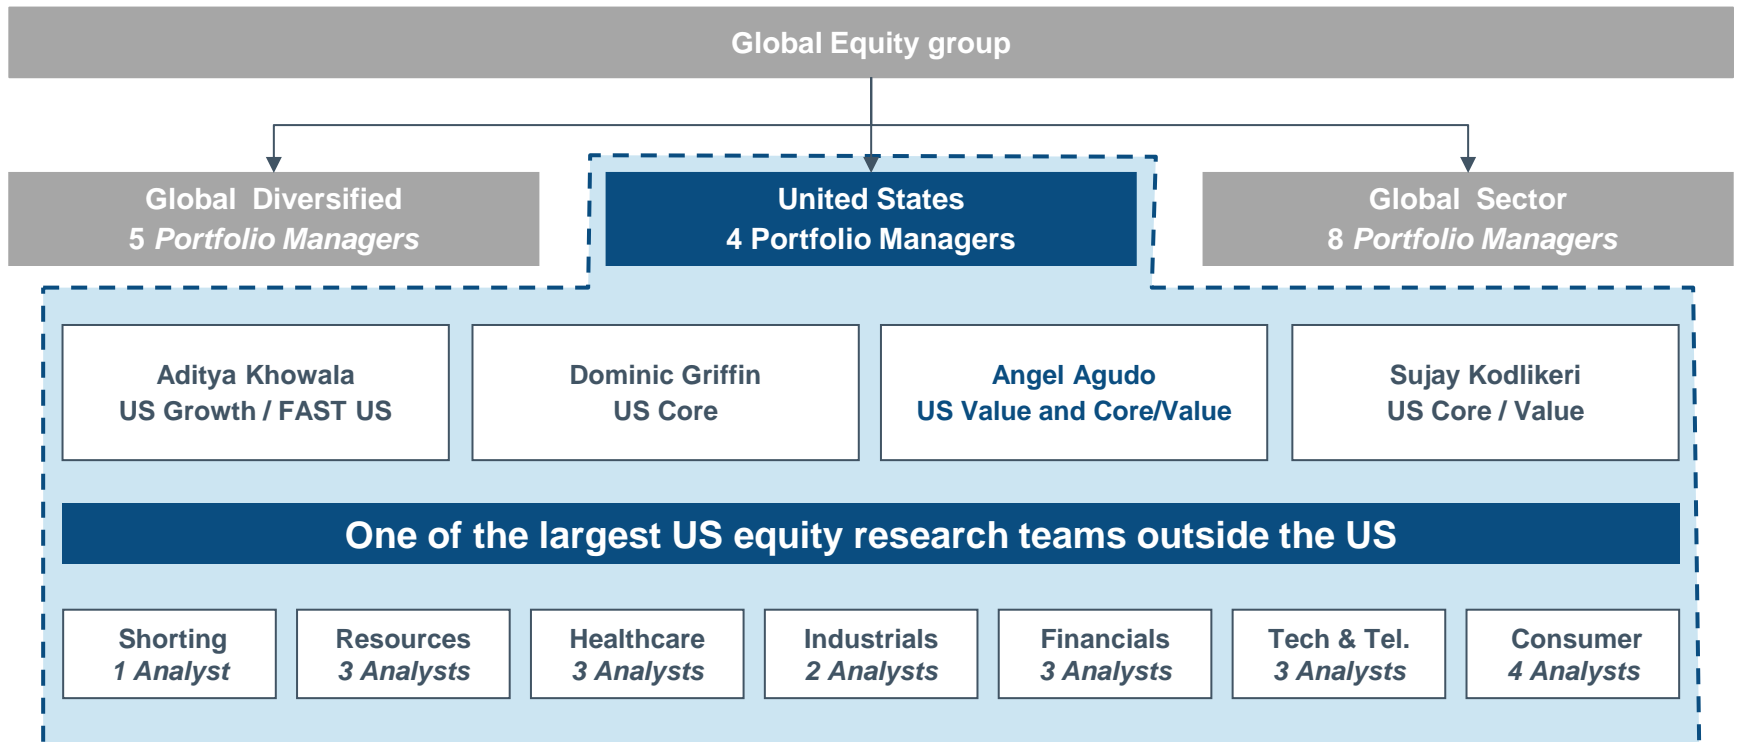 Global Equity group
Global Diversified
5 Portfolio Managers
United States
4 Portfolio Managers
Global Sector
8 Portfolio Managers
Aditya Khowala
US Growth / FAST US
Dominic Griffin
US Core
Angel Agudo
US Value and Core/Value
Sujay Kodlikeri
US Core / Value
One of the largest US equity research teams outside the US
Shorting
1 Analyst
Resources
3 Analysts
Healthcare
3 Analysts
Industrials
2 Analysts
Financials
3 Analysts
Tech & Tel.
3 Analysts
Consumer
4 Analysts